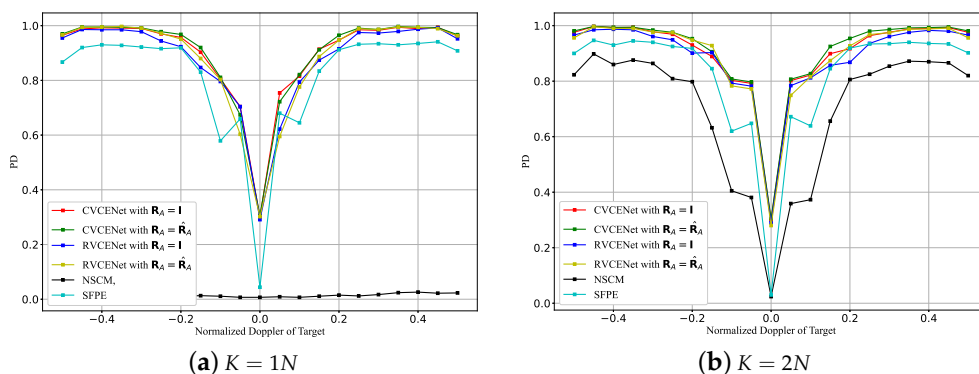 1.0
0.8
0.6
0.4
0.2
0.0
PD
−0.4 −0.2 0.0 0.2 0.4
Normalized Doppler of Target
CVCENet with R_A = I
CVCENet with R_A = R̂_A
RVCENet with R_A = I
RVCENet with R_A = R̂_A
NSCM,
SFPE
(a) K = 1N
1.0
0.8
0.6
0.4
0.2
0.0
PD
−0.4 −0.2 0.0 0.2 0.4
Normalized Doppler of Target
CVCENet with R_A = I
CVCENet with R_A = R̂_A
RVCENet with R_A = I
RVCENet with R_A = R̂_A
NSCM
SFPE
(b) K = 2N